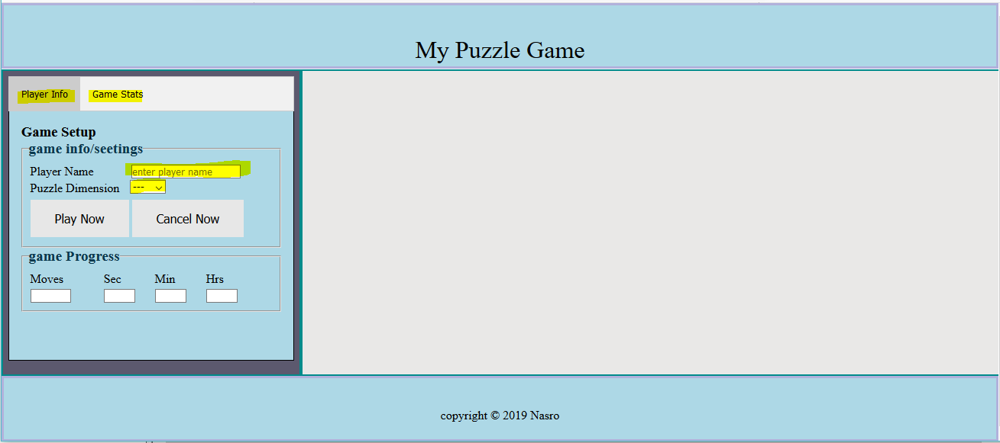 My Puzzle Game
Player Info Game Stats
Game Setup
game info/seetings
Player Name enter player name
Puzzle Dimension ---
Play Now Cancel Now
game Progress
Moves Sec Min Hrs
copyright © 2019 Nasro